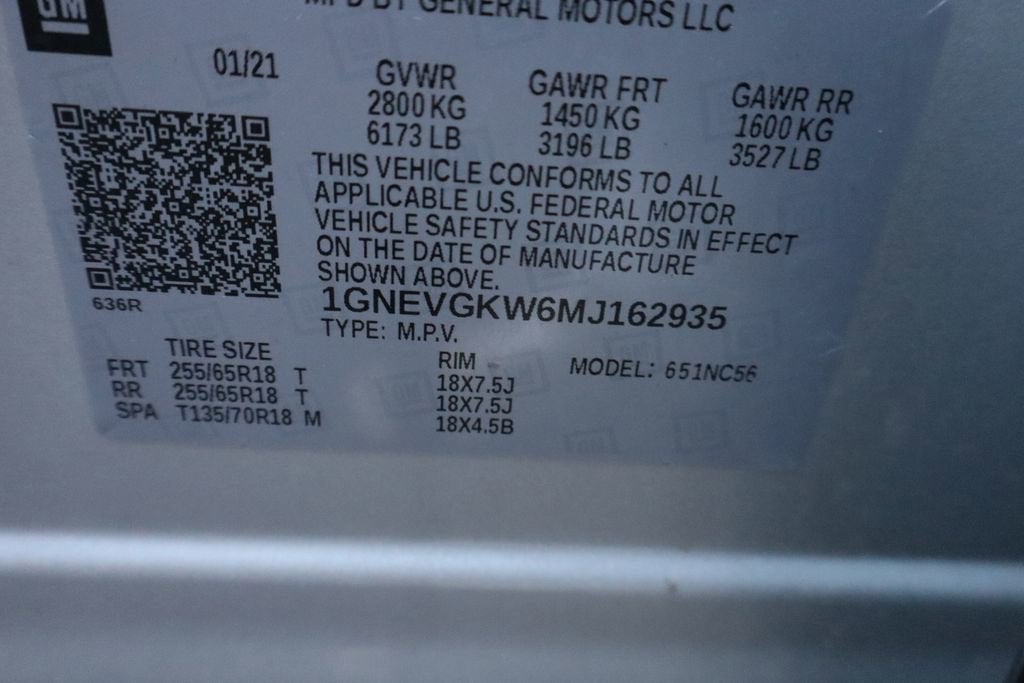 GM
MFD BY GENERAL MOTORS LLC
01/21
GVWR GAWR FRT GAWR RR
2800 KG 1450 KG 1600 KG
6173 LB 3196 LB 3527 LB
THIS VEHICLE CONFORMS TO ALL
APPLICABLE U.S. FEDERAL MOTOR
VEHICLE SAFETY STANDARDS IN EFFECT
ON THE DATE OF MANUFACTURE
SHOWN ABOVE.
636R
1GNEVGKW6MJ162935
TYPE: M.P.V.
TIRE SIZE RIM MODEL: 651NC56
FRT 255/65R18 T 18X7.5J
RR 255/65R18 T 18X7.5J
SPA T135/70R18 M 18X4.5B